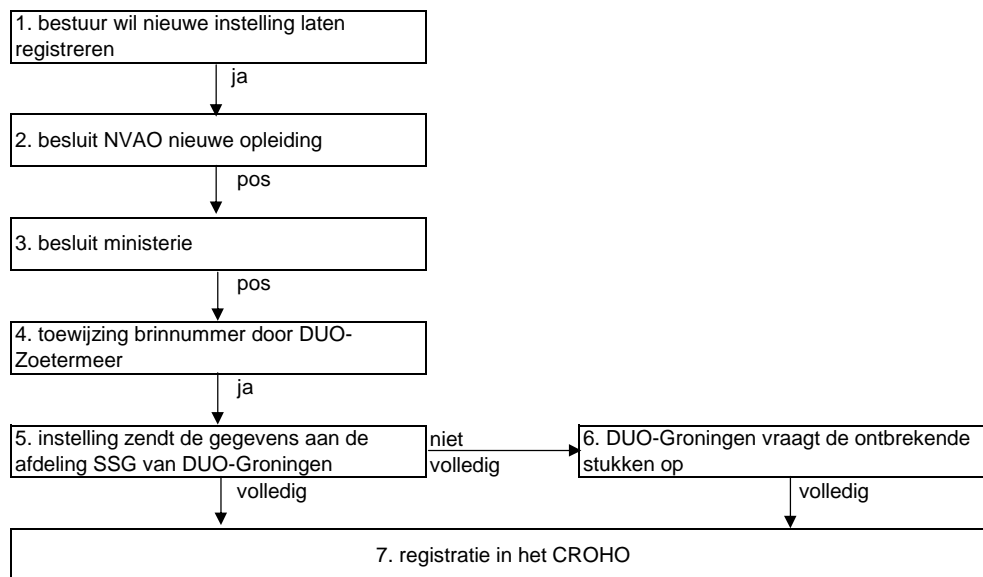 1. bestuur wil nieuwe instelling laten
registreren
ja
2. besluit NVAO nieuwe opleiding
pos
3. besluit ministerie
pos
4. toewijzing brinnummer door DUO-
Zoetermeer
ja
5. instelling zendt de gegevens aan de
afdeling SSG van DUO-Groningen
niet
volledig
6. DUO-Groningen vraagt de ontbrekende
stukken op
volledig
volledig
7. registratie in het CROHO